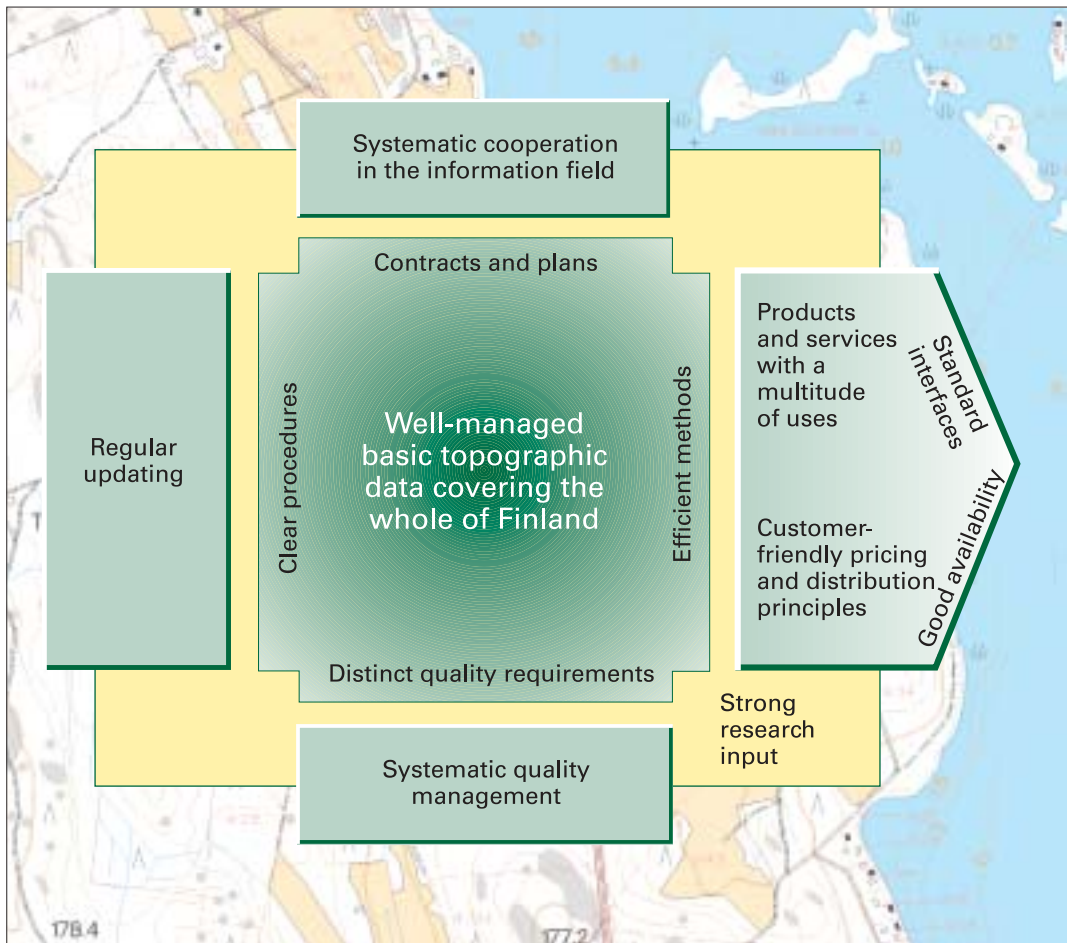 Systematic cooperation
in the information field
Contracts and plans
Regular
updating
Clear procedures
Well-managed
basic topographic
data covering the
whole of Finland
Efficient methods
Products
and services
with a
multitude
of uses
Standard
interfaces
Customer-
friendly pricing
and distribution
principles
Good availability
Distinct quality requirements
Strong
research
input
Systematic quality
management
178.4
177.2